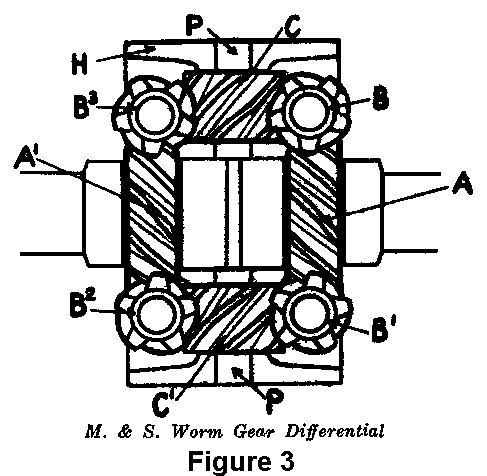 P C
H
B³ B
A¹ A
B² B¹
C¹ P
M. & S. Worm Gear Differential
Figure 3